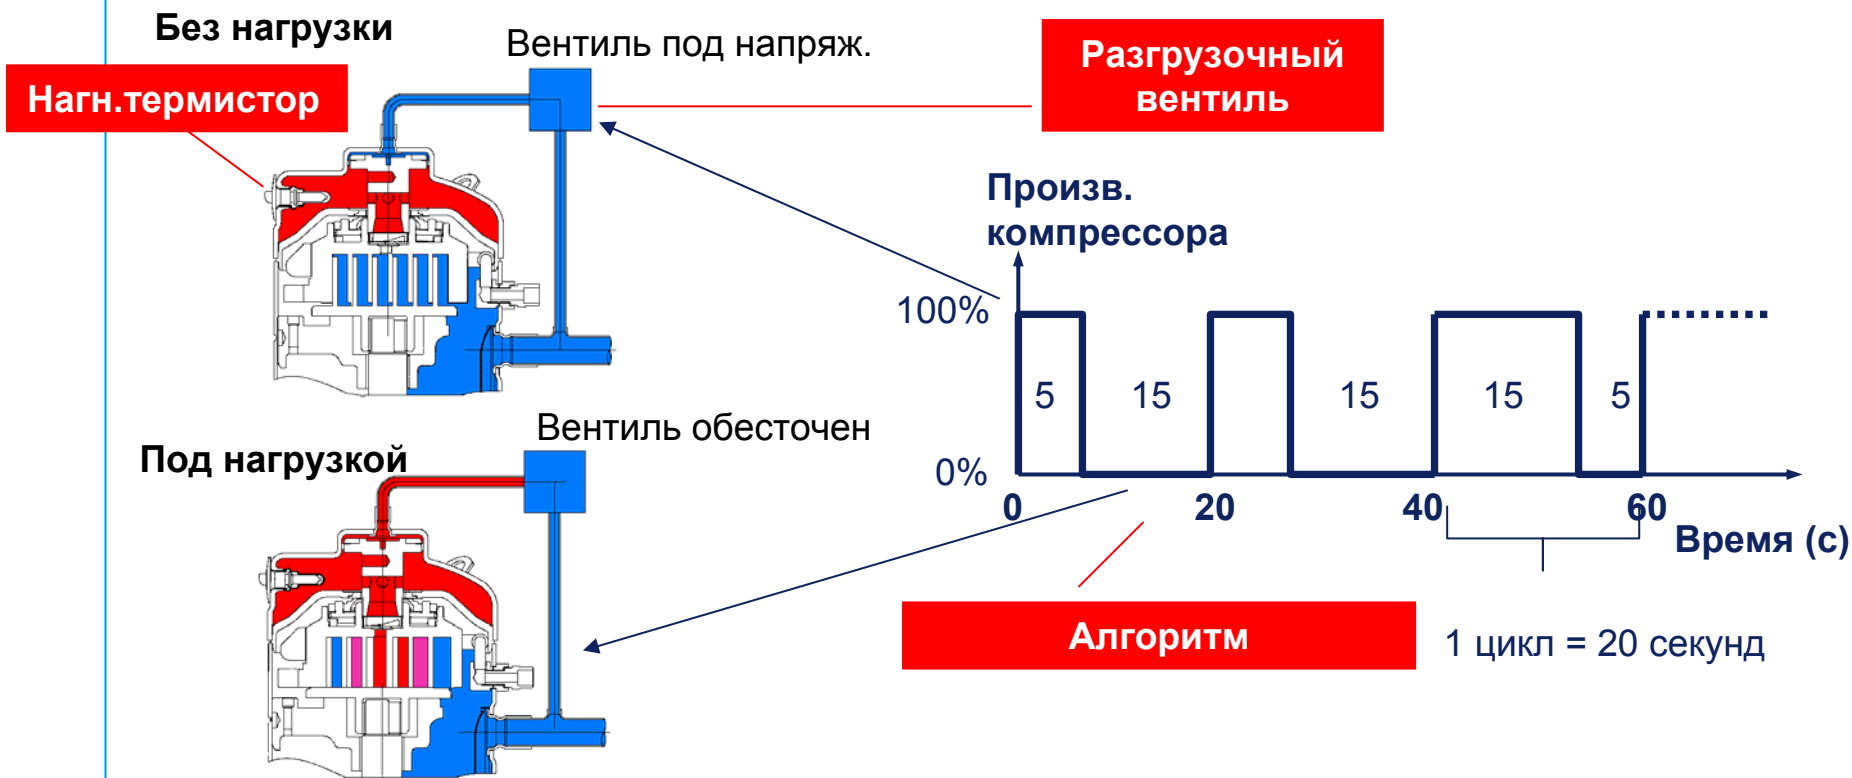 Без нагрузки
Вентиль под напряж.
Разгрузочный
вентиль
Нагн.термистор
Произв.
компрессора
100%
5
15
15
15
5
0%
0
20
40
60
Время (с)
Вентиль обесточен
Под нагрузкой
Алгоритм
1 цикл = 20 секунд